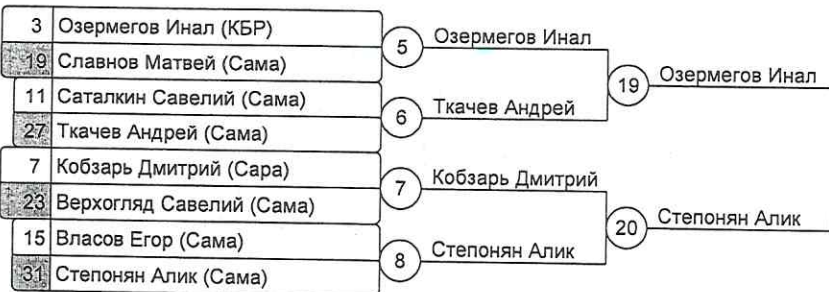 3 Озермегов Инал (КБР)
19 Славнов Матвей (Сама)
5 Озермегов Инал
11 Саталкин Савелий (Сама)
27 Ткачев Андрей (Сама)
6 Ткачев Андрей
19 Озермегов Инал
7 Кобзарь Дмитрий (Сара)
23 Верхогляд Савелий (Сама)
7 Кобзарь Дмитрий
15 Власов Егор (Сама)
31 Степонян Алик (Сама)
8 Степонян Алик
20 Степонян Алик